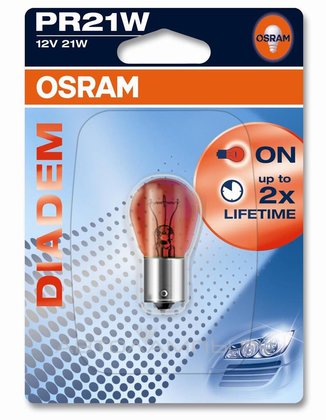 PR21W
12V 21W
OSRAM
OSRAM
DIADEM
ON
up to
2x
LIFETIME